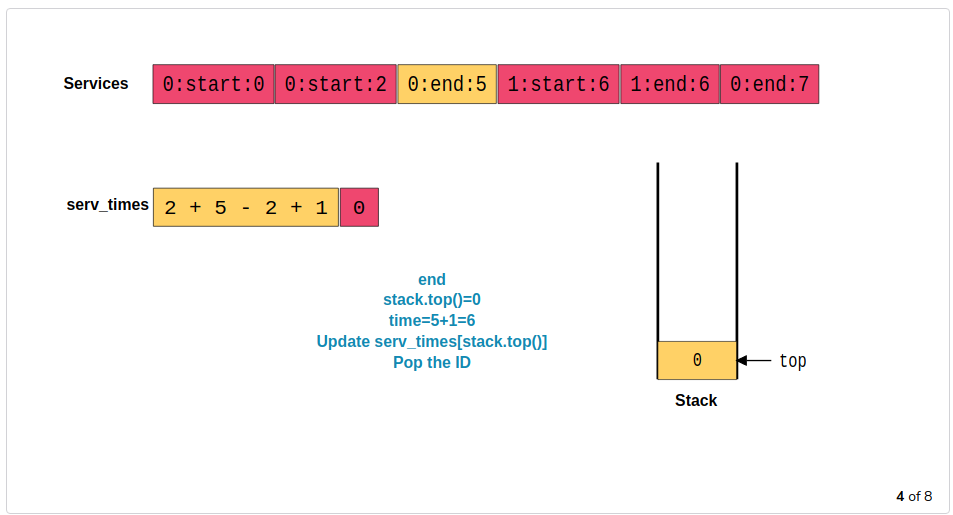 Services 0:start:0 0:start:2 0:end:5 1:start:6 1:end:6 0:end:7
serv_times 2 + 5 - 2 + 1 0
end
stack.top()=0
time=5+1=6
Update serv_times[stack.top()]
Pop the ID
0 top
Stack
4 of 8